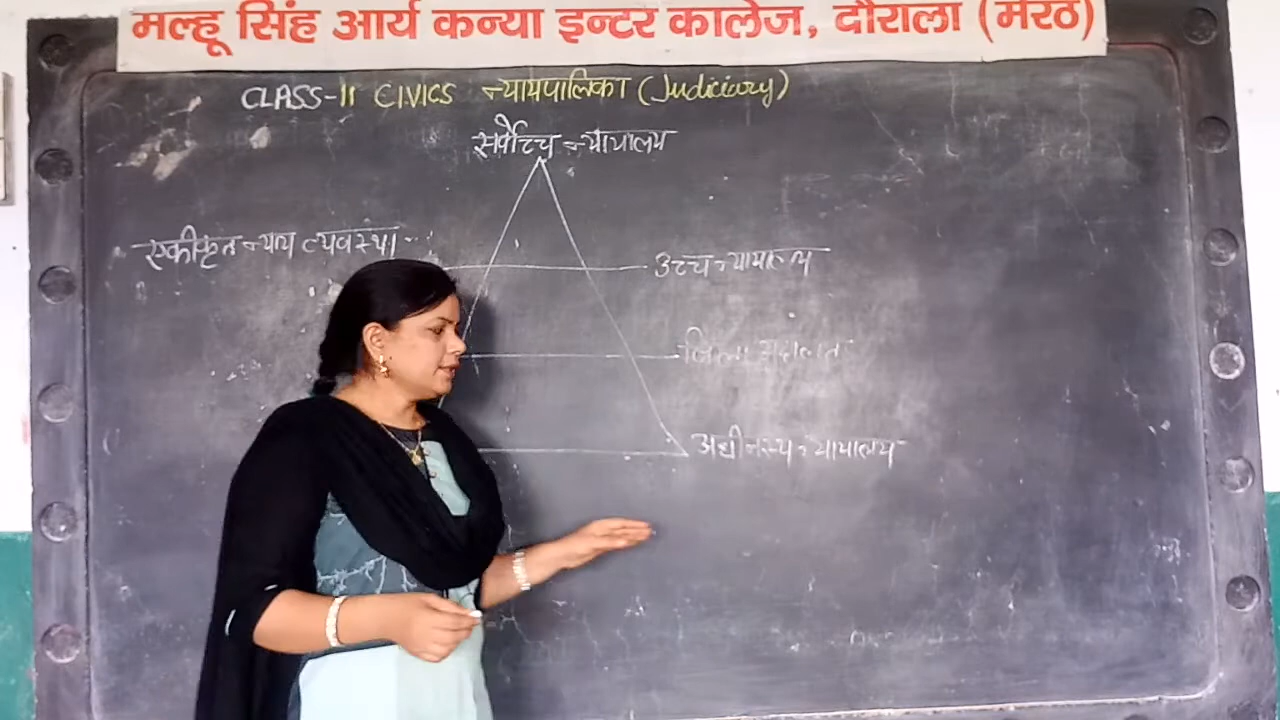 मल्हू सिंह आर्य कन्या इन्टर कालेज, दौराला (मेरठ)
CLASS-11 CIVICS न्यायपालिका (Judiciary)
सर्वोच्च न्यायालय
एकीकृत न्याय व्यवस्था
उच्च न्यायालय
जिला अदालत
अधीनस्थ न्यायालय